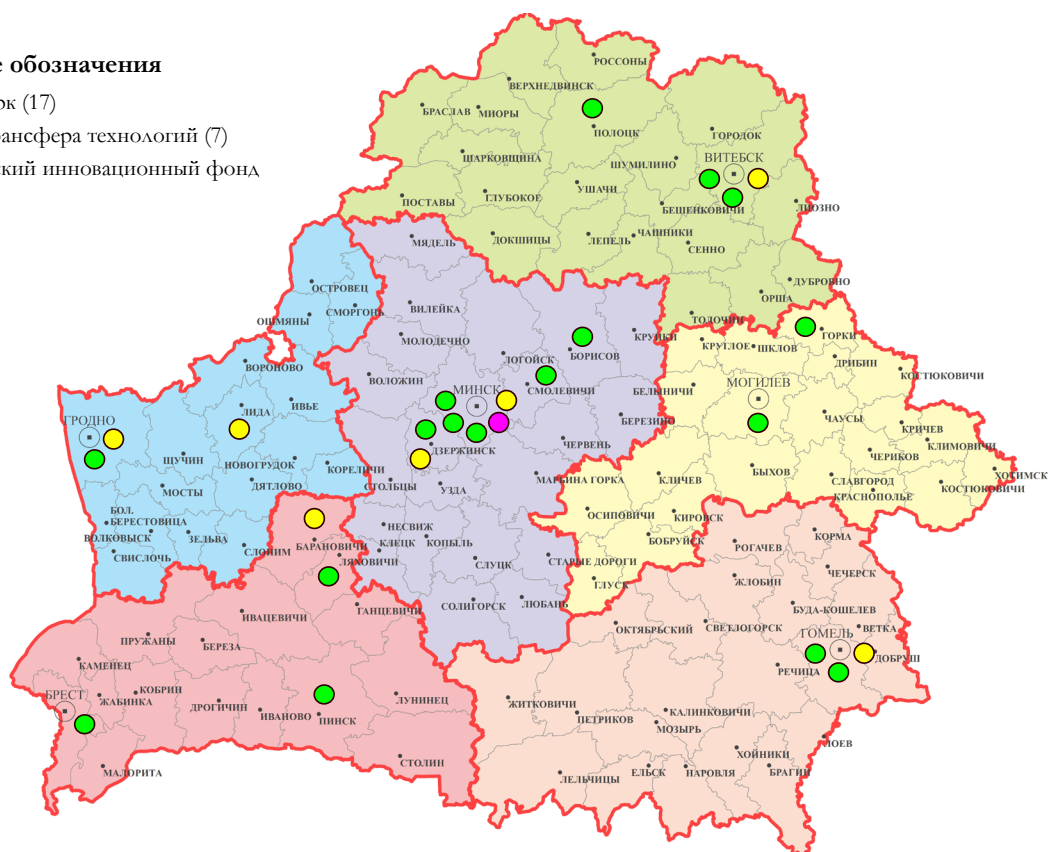 е обозначения
рк (17)
рансфера технологий (7)
ский инновационный фонд
РОССОНЫ
ВЕРХНЕДВИНСК
БРАСЛАВ
МИОРЫ
ПОЛОЦК
ГОРОДОК
ШАРКОВЩИНА
ШУМИЛИНО
ВИТЕБСК
ПОСТАВЫ
ГЛУБОКОЕ
УШАЧИ
БЕШЕНКОВИЧИ
ЛИОЗНО
МЯДЕЛЬ
ДОКШИЦЫ
ЛЕПЕЛЬ
ЧАШНИКИ
СЕННО
ОСТРОВЕЦ
ДУБРОВНО
ОРША
ВИЛЕЙКА
СМОРГОНЬ
ОШМЯНЫ
ТОЛОЧИН
КРУПКИ
ГОРКИ
МОЛОДЕЧНО
КРУГЛОЕ
ШКЛОВ
ЛОГОЙСК
БОРИСОВ
ДРИБИН
ВОРОНОВО
КОСТЮКОВИЧИ
ВОЛОЖИН
МИНСК
СМОЛЕВИЧИ
БЕЛЫНИЧИ
МОГИЛЕВ
ГРОДНО
ЛИДА
ИВЬЕ
БЕРЕЗИНО
ЧАУСЫ
КРИЧЕВ
ДЗЕРЖИНСК
ЧЕРВЕНЬ
КЛИМОВИЧИ
ЩУЧИН
НОВОГРУДОК
КОРЕЛИЧИ
ЧЕРИКОВ
ДЯТЛОВО
СТОЛБЦЫ
УЗДА
МАРЬИНА ГОРКА
КЛИЧЕВ
БЫХОВ
СЛАВГОРОД
ХОТИМСК
МОСТЫ
КРАСНОПОЛЬЕ
КОСТЮКОВИЧИ
БОЛ.
БЕРЕСТОВИЦА
ОСИПОВИЧИ
КИРОВСК
ВОЛКОВЫСК
ЗЕЛЬВА
НЕСВИЖ
КОРМА
СВИСЛОЧЬ
СЛОНИМ
БАРАНОВИЧИ
КЛЕЦК
КОПЫЛЬ
БОБРУЙСК
РОГАЧЕВ
ЛЯХОВИЧИ
СЛУЦК
СТАРЫЕ ДОРОГИ
ЧЕЧЕРСК
ГЛУСК
ЖЛОБИН
ГАНЦЕВИЧИ
СОЛИГОРСК
ЛЮБАНЬ
БУДА-КОШЕЛЕВ
ИВАЦЕВИЧИ
ОКТЯБРЬСКИЙ
СВЕТЛОГОРСК
ГОМЕЛЬ
ВЕТКА
ПРУЖАНЫ
БЕРЕЗА
ДОБРУШ
КАМЕНЕЦ
РЕЧИЦА
БРЕСТ
КОБРИН
ЖАБИНКА
ДРОГИЧИН
ИВАНОВО
ПИНСК
ЛУНИНЕЦ
ЖИТКОВИЧИ
ПЕТРИКОВ
КАЛИНКОВИЧИ
МОЗЫРЬ
ЛОЕВ
ХОЙНИКИ
МАЛОРИТА
СТОЛИН
ЛЕЛЬЧИЦЫ
ЕЛЬСК
НАРОВЛЯ
БРАГИН